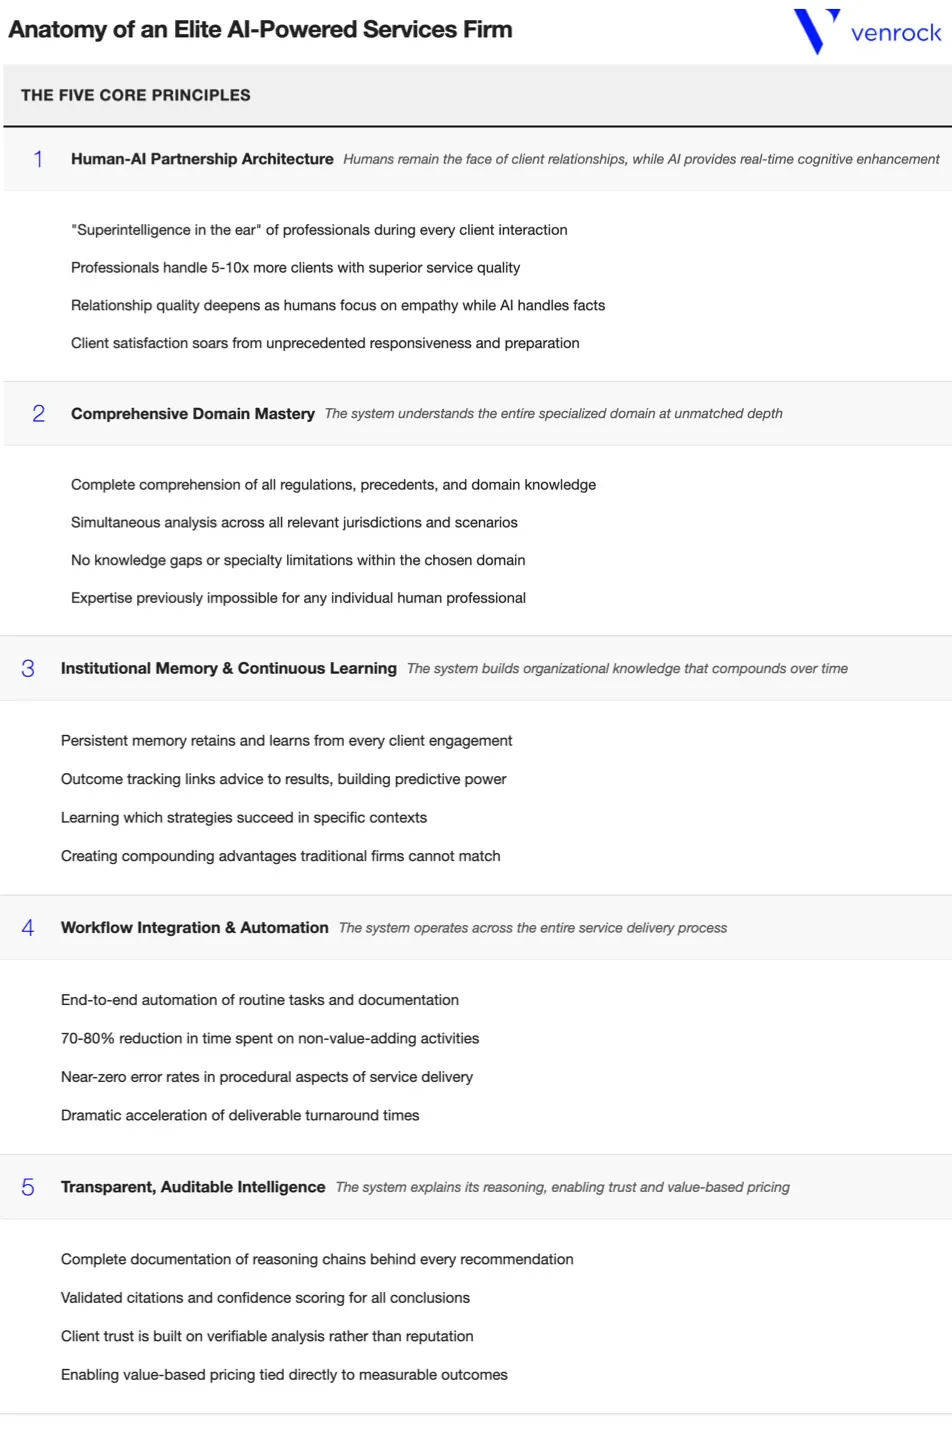 Anatomy of an Elite AI-Powered Services Firm
venrock
THE FIVE CORE PRINCIPLES
1 Human-AI Partnership Architecture Humans remain the face of client relationships, while AI provides real-time cognitive enhancement
"Superintelligence in the ear" of professionals during every client interaction
Professionals handle 5-10x more clients with superior service quality
Relationship quality deepens as humans focus on empathy while AI handles facts
Client satisfaction soars from unprecedented responsiveness and preparation
2 Comprehensive Domain Mastery The system understands the entire specialized domain at unmatched depth
Complete comprehension of all regulations, precedents, and domain knowledge
Simultaneous analysis across all relevant jurisdictions and scenarios
No knowledge gaps or specialty limitations within the chosen domain
Expertise previously impossible for any individual human professional
3 Institutional Memory & Continuous Learning The system builds organizational knowledge that compounds over time
Persistent memory retains and learns from every client engagement
Outcome tracking links advice to results, building predictive power
Learning which strategies succeed in specific contexts
Creating compounding advantages traditional firms cannot match
4 Workflow Integration & Automation The system operates across the entire service delivery process
End-to-end automation of routine tasks and documentation
70-80% reduction in time spent on non-value-adding activities
Near-zero error rates in procedural aspects of service delivery
Dramatic acceleration of deliverable turnaround times
5 Transparent, Auditable Intelligence The system explains its reasoning, enabling trust and value-based pricing
Complete documentation of reasoning chains behind every recommendation
Validated citations and confidence scoring for all conclusions
Client trust is built on verifiable analysis rather than reputation
Enabling value-based pricing tied directly to measurable outcomes